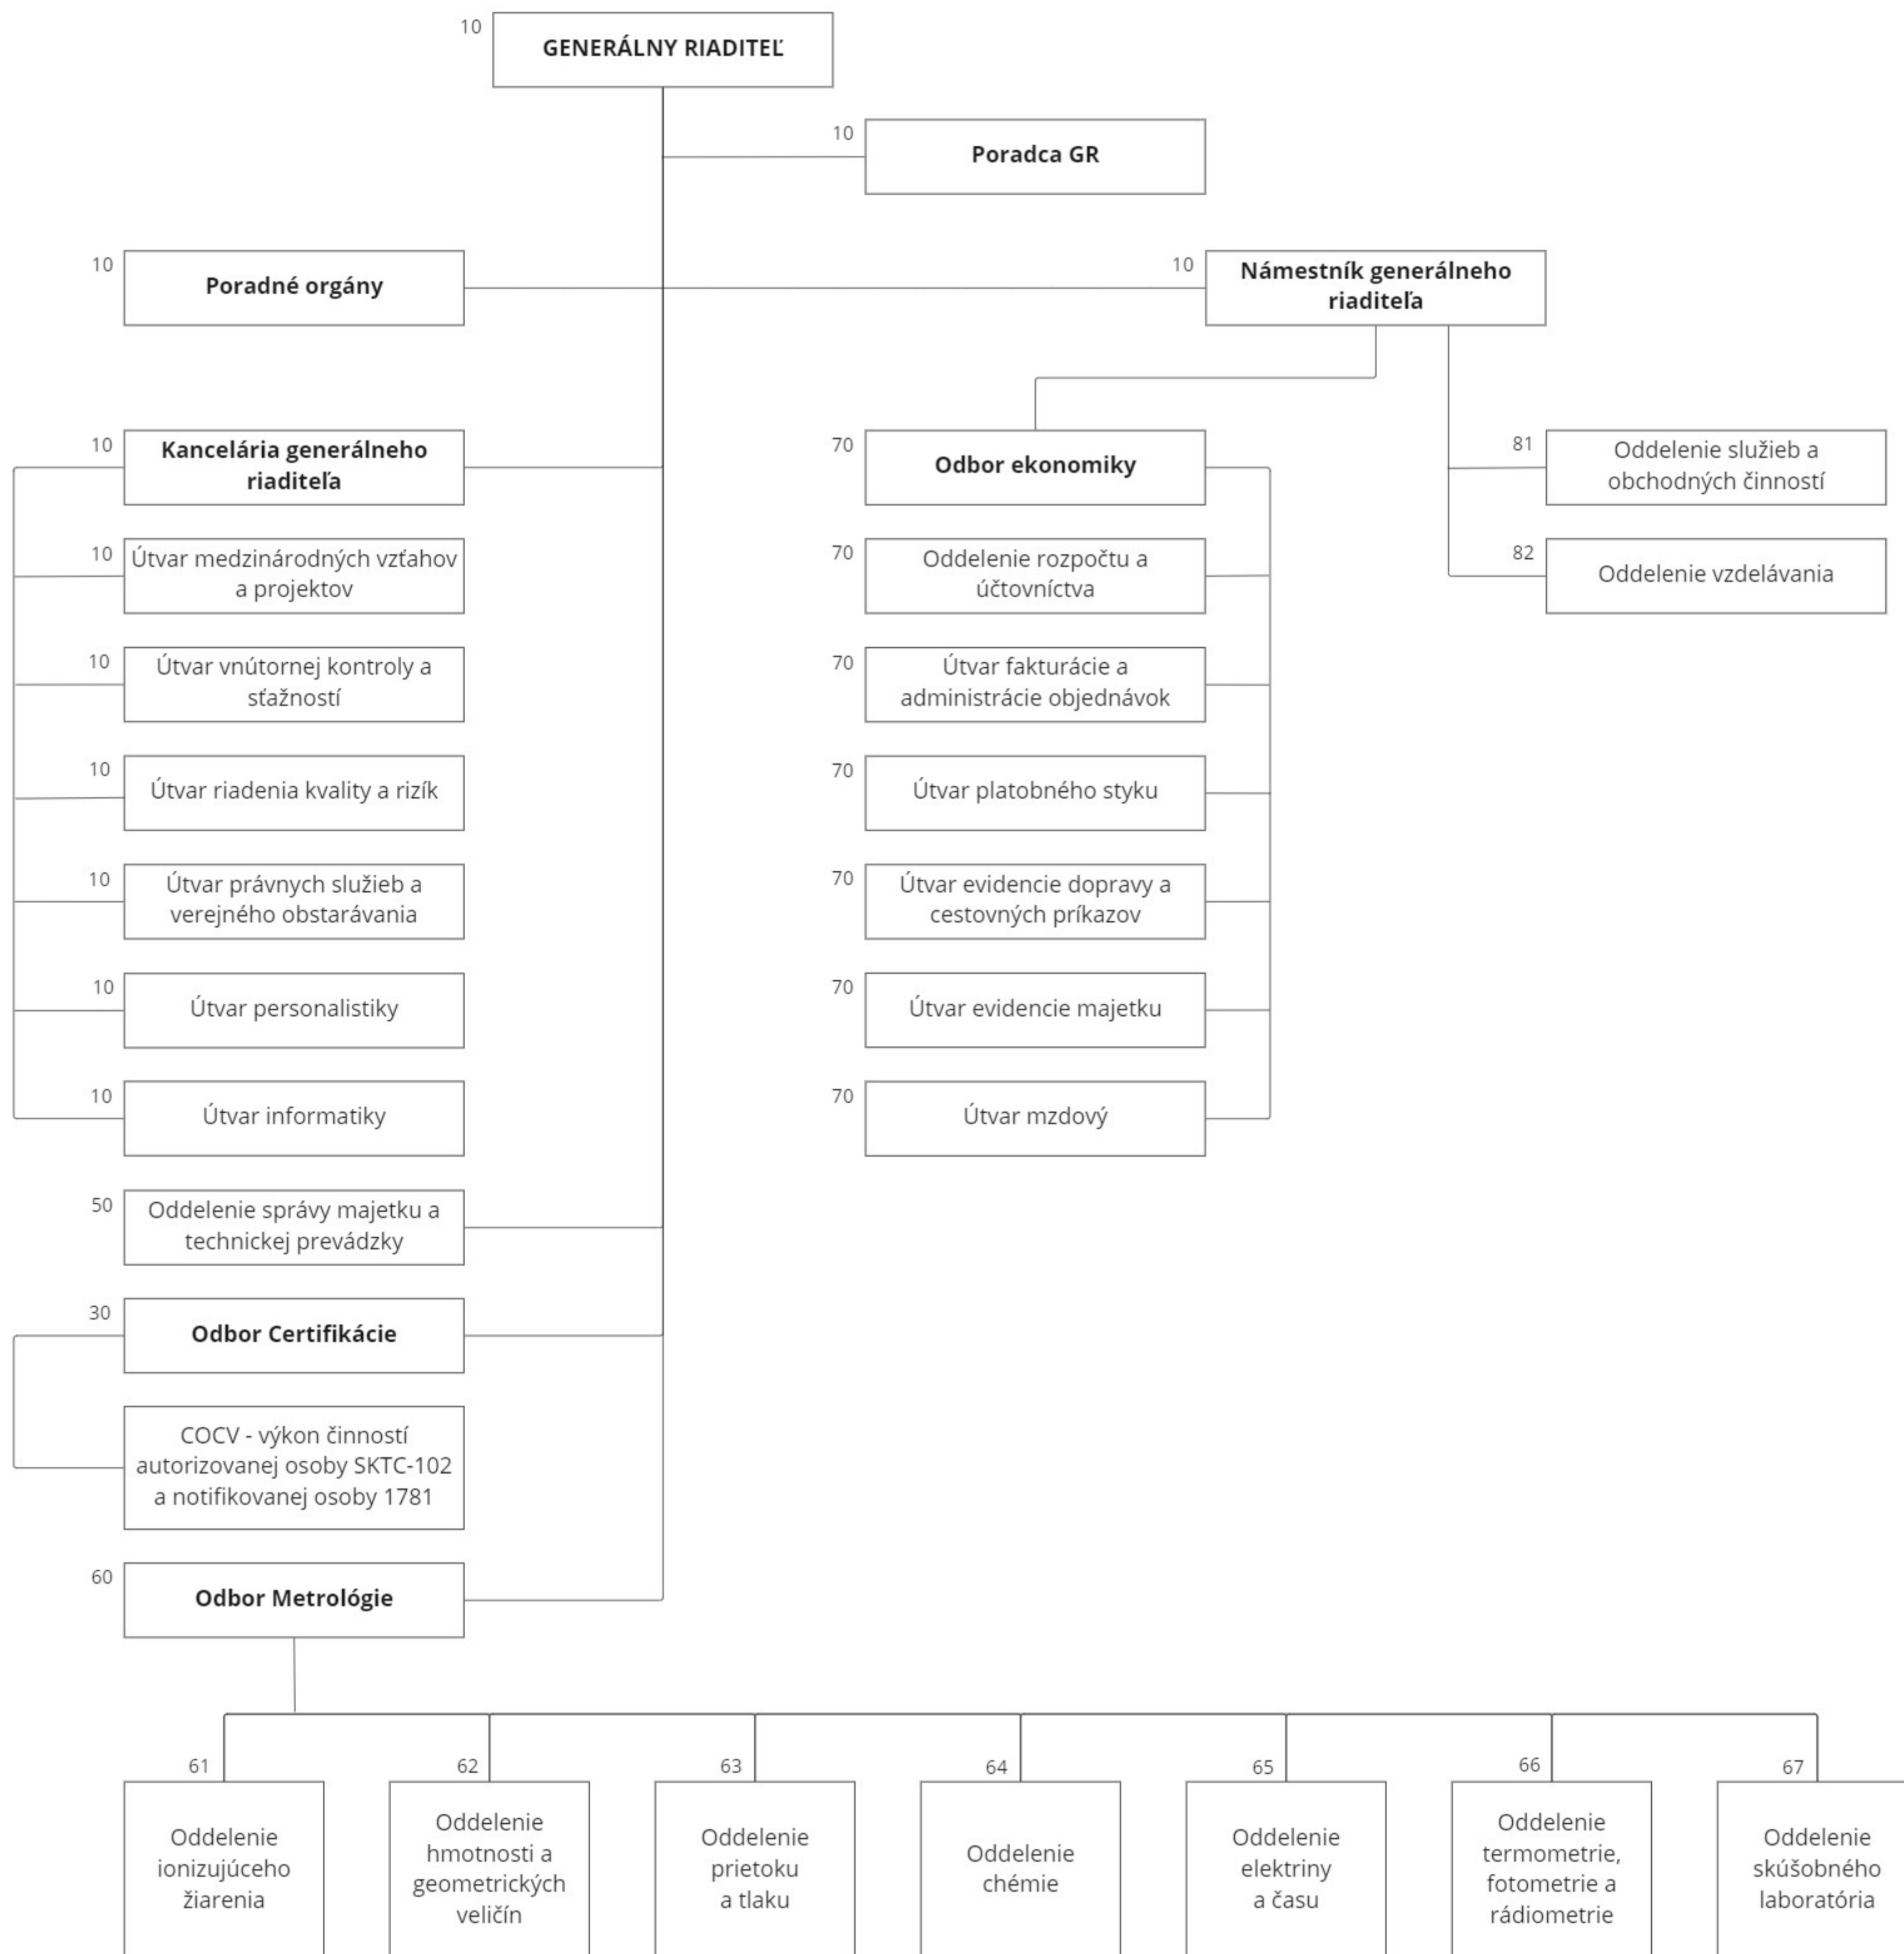 10
GENERÁLNY RIADITEĽ
10
Poradca GR
10
Poradné orgány
10
Námestník generálneho
riaditeľa
10
Kancelária generálneho
riaditeľa
10
Útvar medzinárodných vzťahov
a projektov
10
Útvar vnútornej kontroly a
sťažností
10
Útvar riadenia kvality a rizík
10
Útvar právnych služieb a
verejného obstarávania
10
Útvar personalistiky
10
Útvar informatiky
50
Oddelenie správy majetku a
technickej prevádzky
30
Odbor Certifikácie
COCV - výkon činností
autorizovanej osoby SKTC-102
a notifikovanej osoby 1781
60
Odbor Metrológie
70
Odbor ekonomiky
70
Oddelenie rozpočtu a
účtovníctva
70
Útvar fakturácie a
administrácie objednávok
70
Útvar platobného styku
70
Útvar evidencie dopravy a
cestovných príkazov
70
Útvar evidencie majetku
70
Útvar mzdový
81
Oddelenie služieb a
obchodných činností
82
Oddelenie vzdelávania
61
Oddelenie
ionizujúceho
žiarenia
62
Oddelenie
hmotnosti a
geometrických
veličín
63
Oddelenie
prietoku
a tlaku
64
Oddelenie
chémie
65
Oddelenie
elektriny
a času
66
Oddelenie
termometrie,
fotometrie a
rádiometrie
67
Oddelenie
skúšobného
laboratória